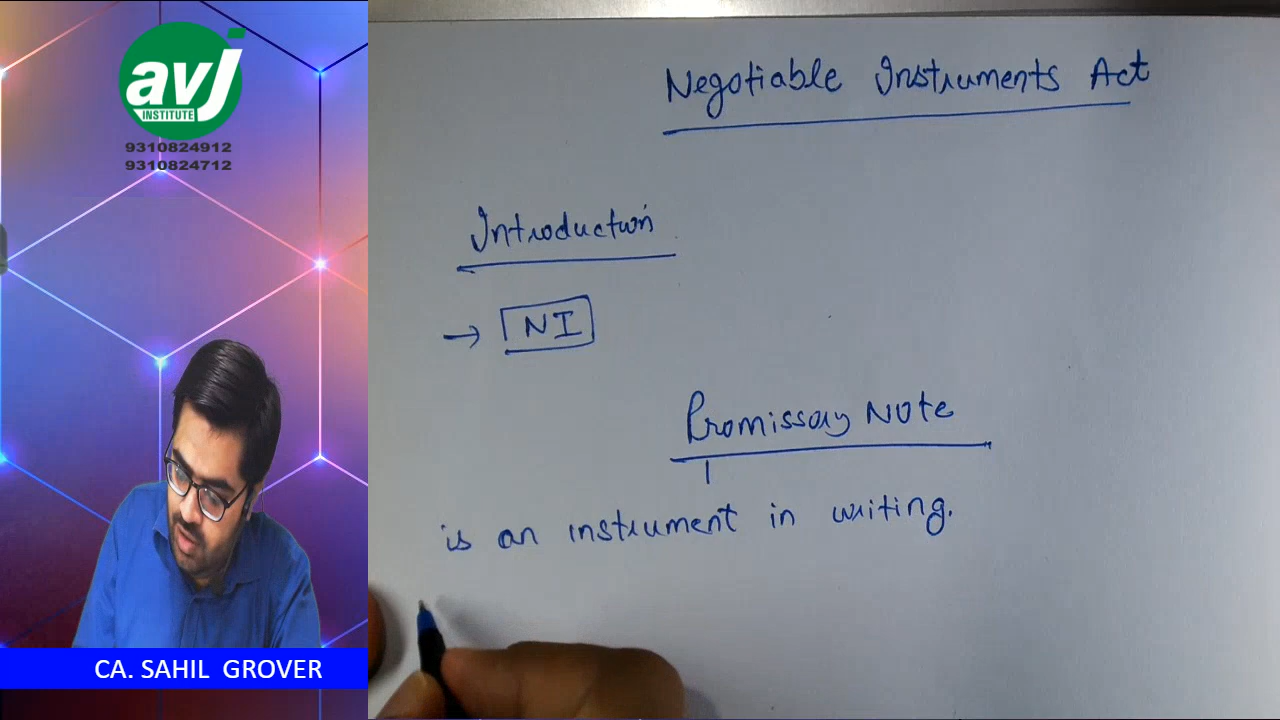 avj
INSTITUTE
9310824912
9310824712
CA. SAHIL GROVER
Negotiable Instruments Act
Introduction
→ NI
Promissory Note
is an instrument in writing.